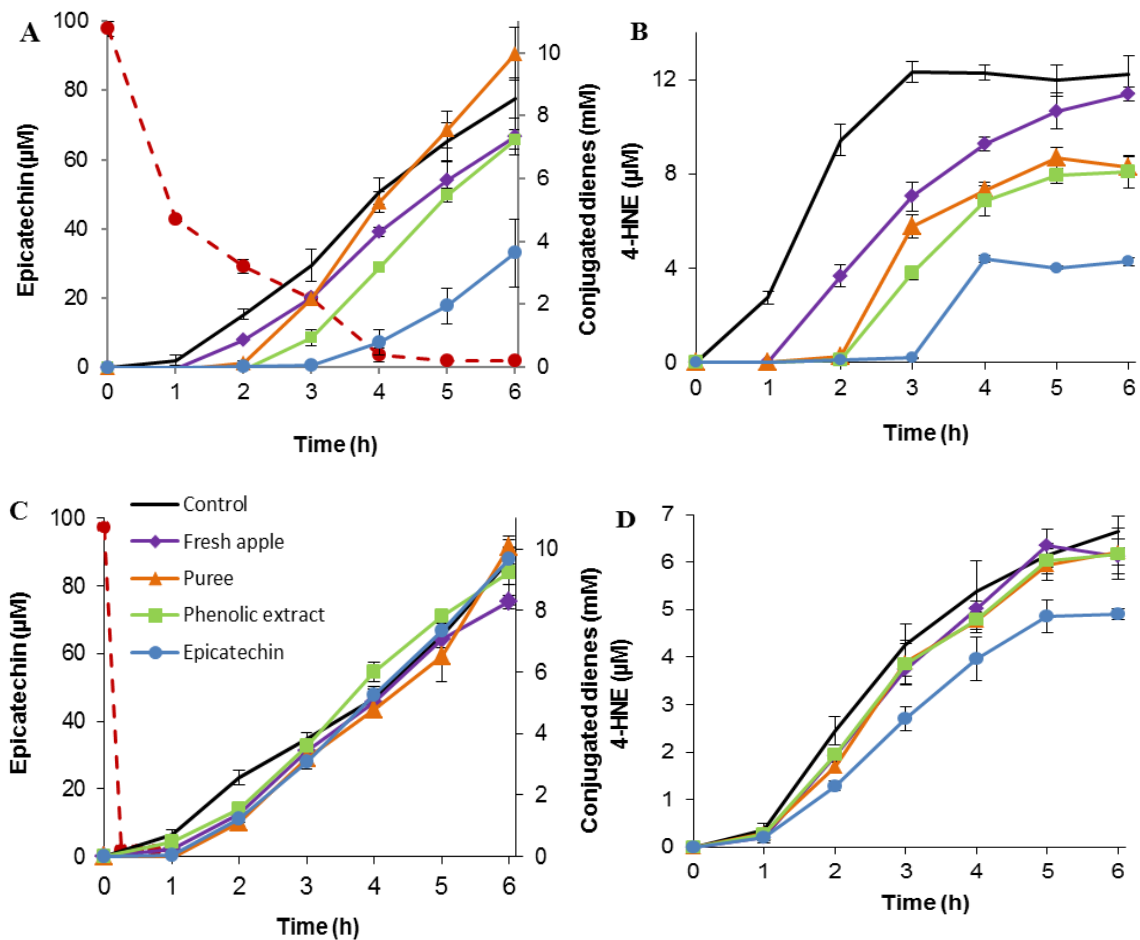 A
Epicatechin (µM)
100
80
60
40
20
0
10
8
6
4
2
0
Conjugated dienes (mM)
0 1 2 3 4 5 6
Time (h)
B
4-HNE (µM)
12
8
4
0
0 1 2 3 4 5 6
Time (h)
C
Epicatechin (µM)
100
80
60
40
20
0
Control
Fresh apple
Puree
Phenolic extract
Epicatechin
10
8
6
4
2
0
Conjugated dienes (mM)
0 1 2 3 4 5 6
Time (h)
D
4-HNE (µM)
7
6
5
4
3
2
1
0
0 1 2 3 4 5 6
Time (h)